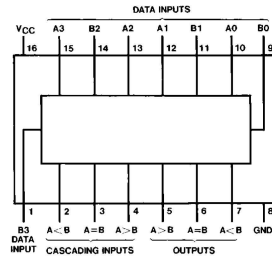 DATA INPUTS
VCC A3 B2 A2 A1 B1 A0 B0
16 15 14 13 12 11 10 9
1 2 3 4 5 6 7 8
B3 A<B A=B A>B A>B A=B A<B GND
DATA
INPUT CASCADING INPUTS OUTPUTS